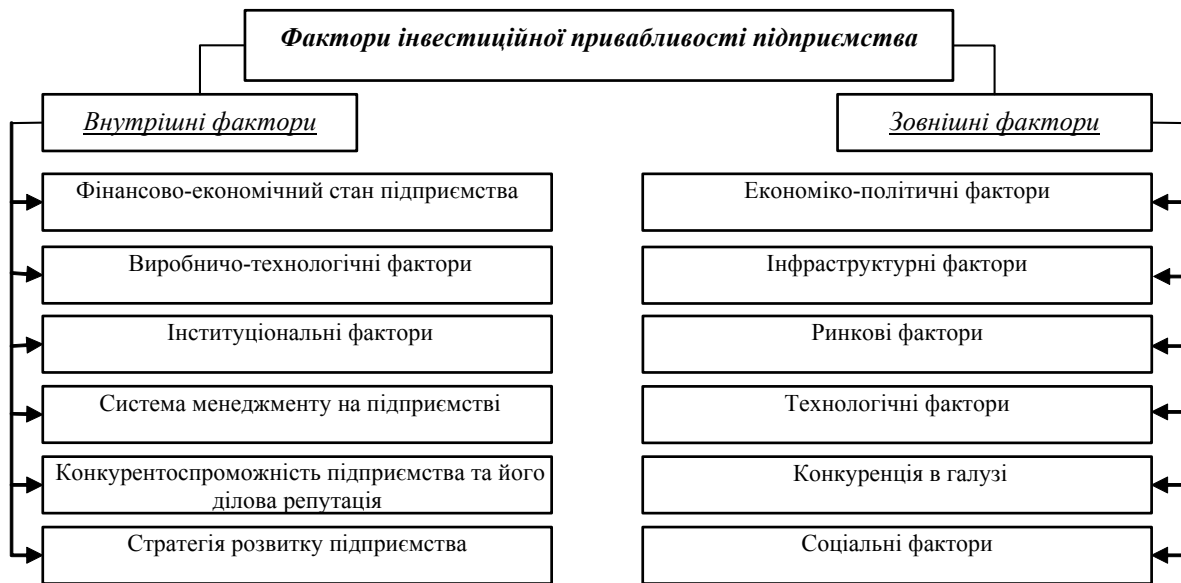 Фактори інвестиційної привабливості підприємства
Внутрішні фактори
Зовнішні фактори
Фінансово-економічний стан підприємства
Економіко-політичні фактори
Виробничо-технологічні фактори
Інфраструктурні фактори
Інституціональні фактори
Ринкові фактори
Система менеджменту на підприємстві
Технологічні фактори
Конкурентоспроможність підприємства та його
ділова репутація
Конкуренція в галузі
Стратегія розвитку підприємства
Соціальні фактори